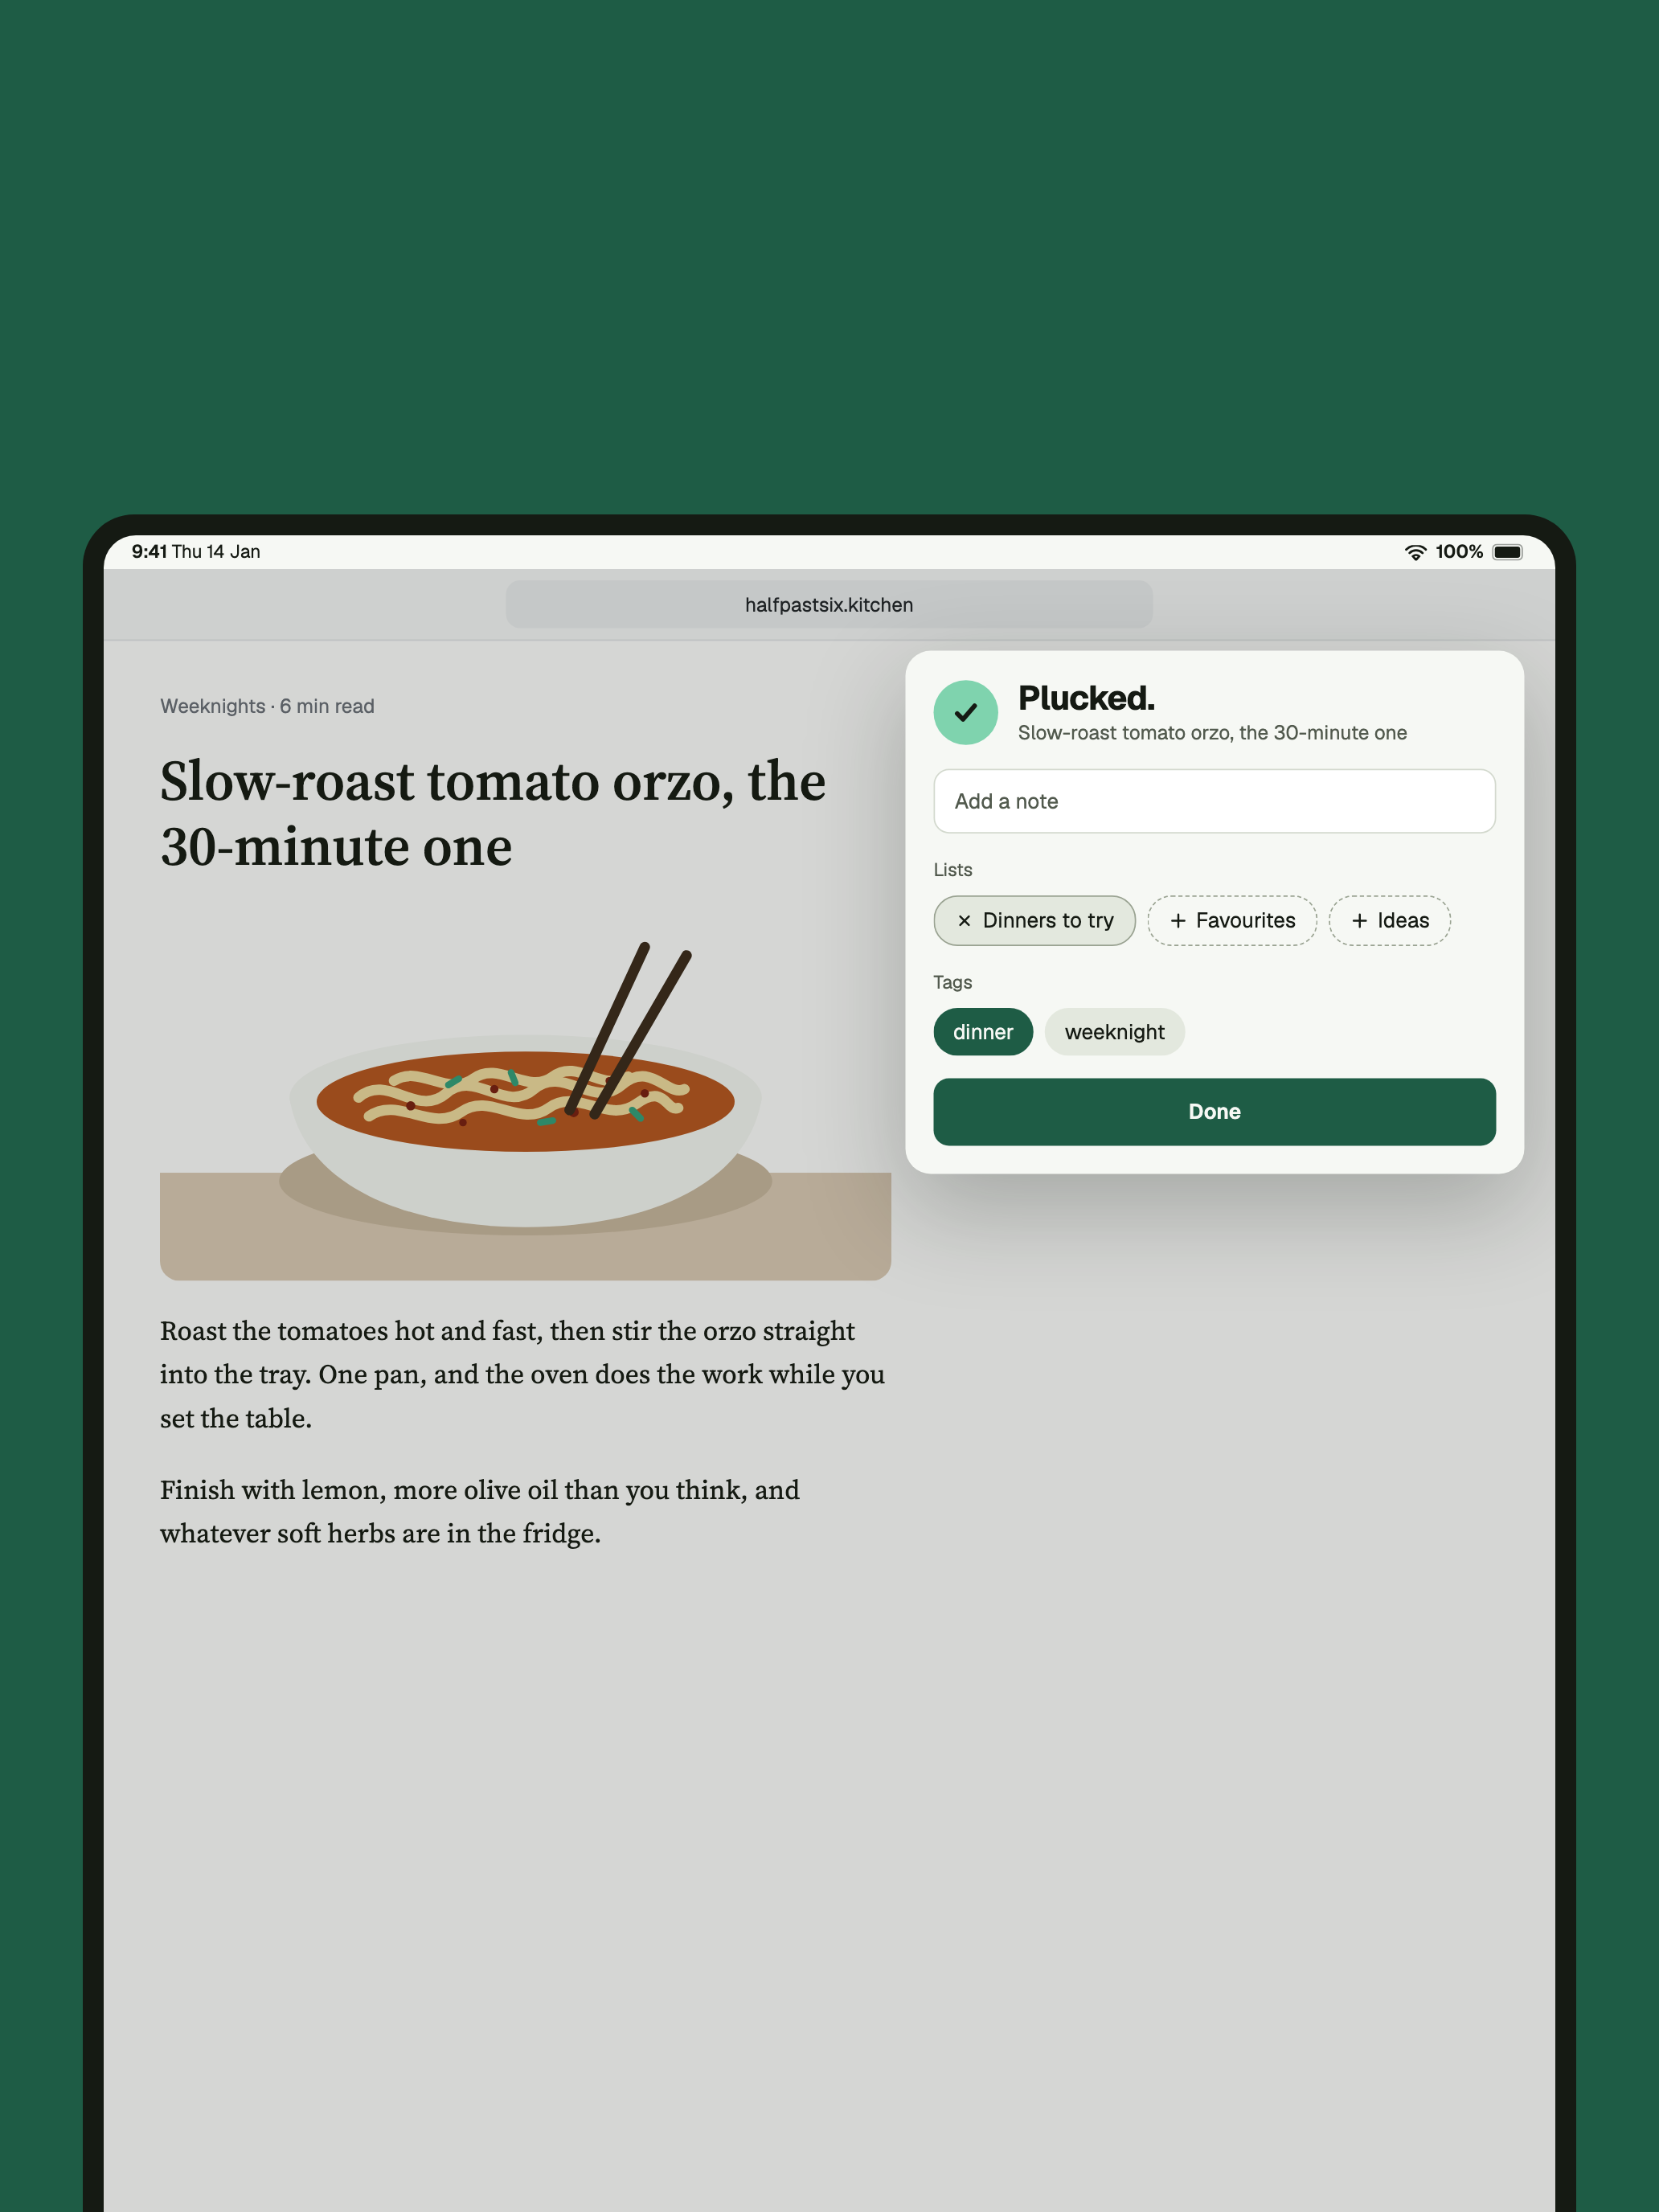 9:41 Thu 14 Jan
100%
halfpastsix.kitchen
Weeknights · 6 min read
Slow-roast tomato orzo, the
30-minute one
Roast the tomatoes hot and fast, then stir the orzo straight
into the tray. One pan, and the oven does the work while you
set the table.
Finish with lemon, more olive oil than you think, and
whatever soft herbs are in the fridge.
Plucked.
Slow-roast tomato orzo, the 30-minute one
Add a note
Lists
Dinners to try
Favourites
Ideas
Tags
dinner
weeknight
Done